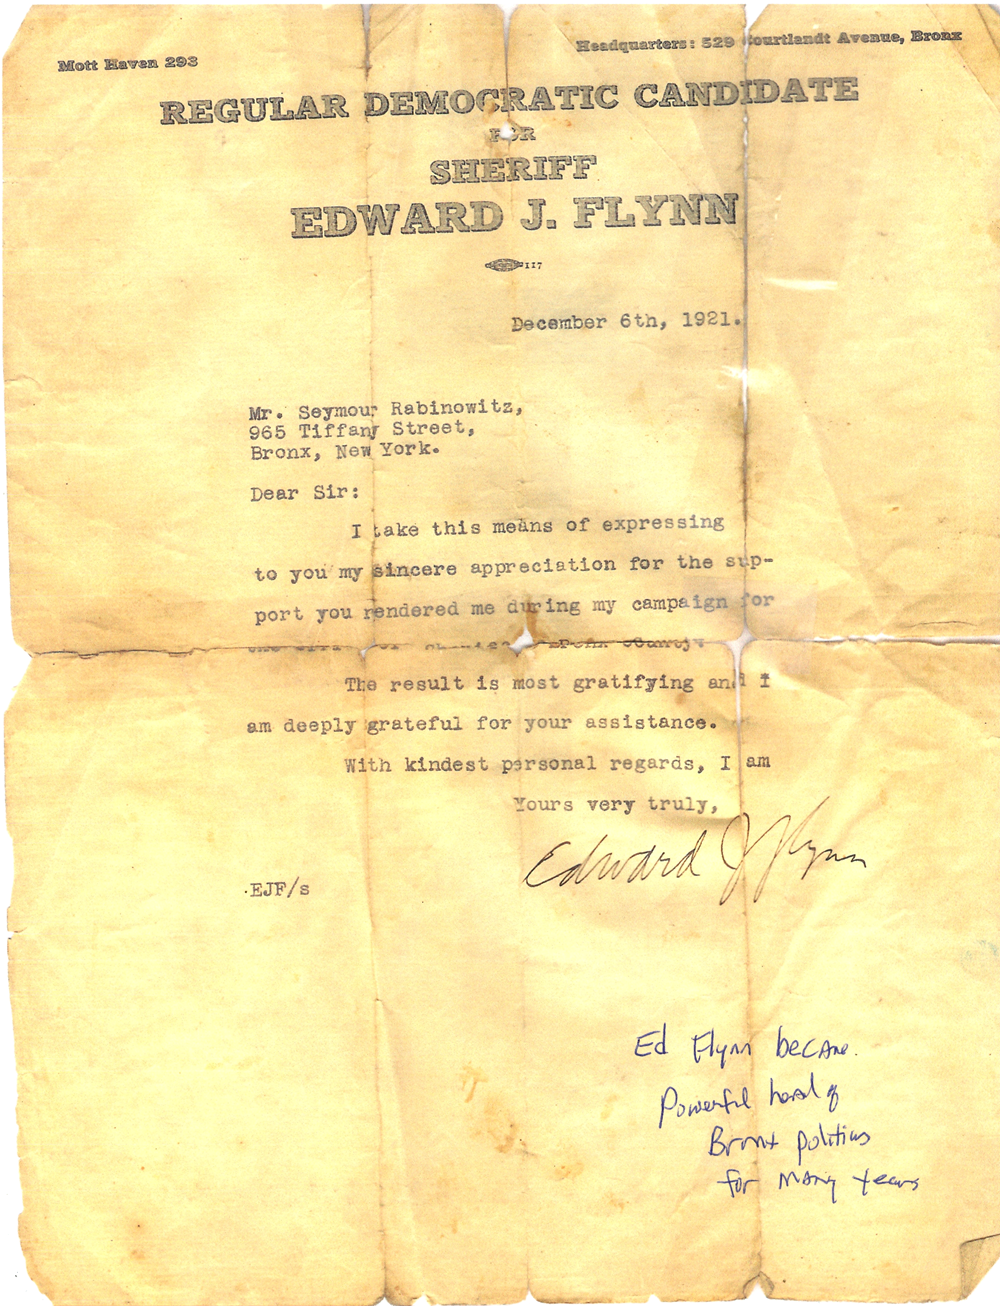 Mott Haven 293
Headquarters: 529 Courtlandt Avenue, Bronx
REGULAR DEMOCRATIC CANDIDATE
FOR
SHERIFF
EDWARD J. FLYNN
117
December 6th, 1921.
Mr. Seymour Rabinowitz,
965 Tiffany Street,
Bronx, New York.
Dear Sir:
I take this means of expressing
to you my sincere appreciation for the sup-
port you rendered me during my campaign for
Bronx County.
The result is most gratifying and I
am deeply grateful for your assistance.
With kindest personal regards, I am
Yours very truly,
Edward J Flynn
EJF/s
Ed Flynn became
Powerful head of
Bronx politics
for many years